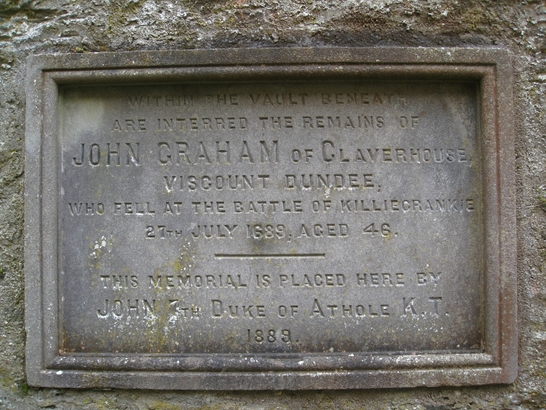 WITHIN THE VAULT BENEATH
ARE INTERRED THE REMAINS OF
JOHN GRAHAM OF CLAVERHOUSE,
VISCOUNT DUNDEE,
WHO FELL AT THE BATTLE OF KILLIECRANKIE
27TH JULY 1689. AGED 46.
THIS MEMORIAL IS PLACED HERE BY
JOHN 7TH DUKE OF ATHOLE K.T.
1889.